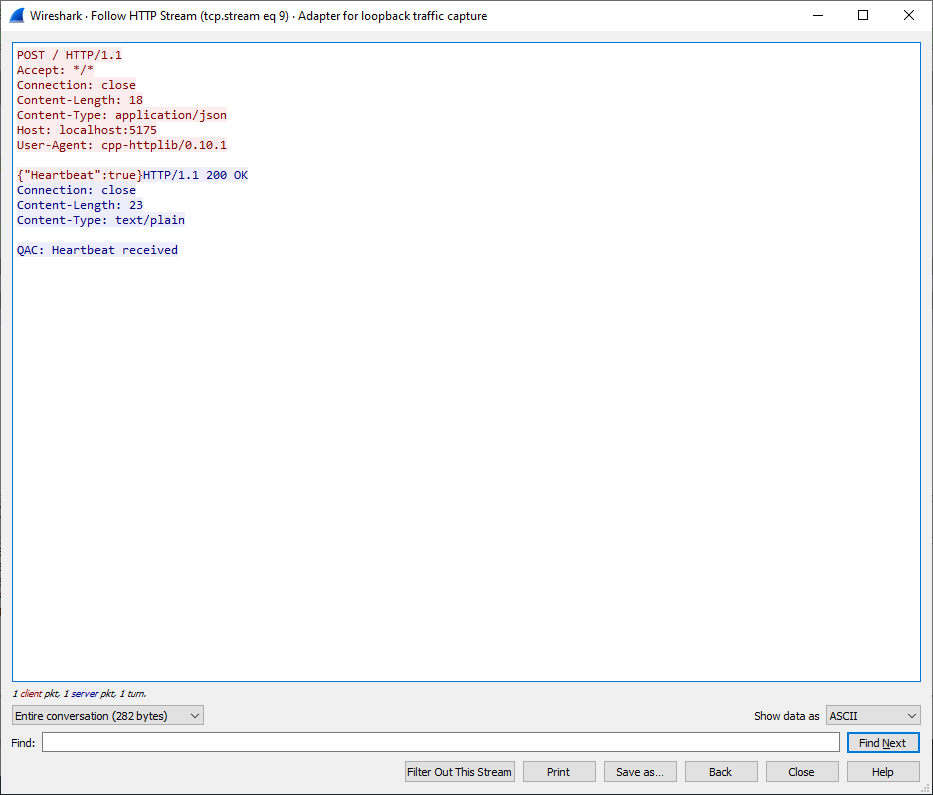 Wireshark · Follow HTTP Stream (tcp.stream eq 9) · Adapter for loopback traffic capture
POST / HTTP/1.1
Accept: */*
Connection: close
Content-Length: 18
Content-Type: application/json
Host: localhost:5175
User-Agent: cpp-httplib/0.10.1

{"Heartbeat":true}HTTP/1.1 200 OK
Connection: close
Content-Length: 23
Content-Type: text/plain

QAC: Heartbeat received
1 client pkt, 1 server pkt, 1 turn.
Entire conversation (282 bytes)
Show data as ASCII
Find:
Find Next
Filter Out This Stream
Print
Save as...
Back
Close
Help